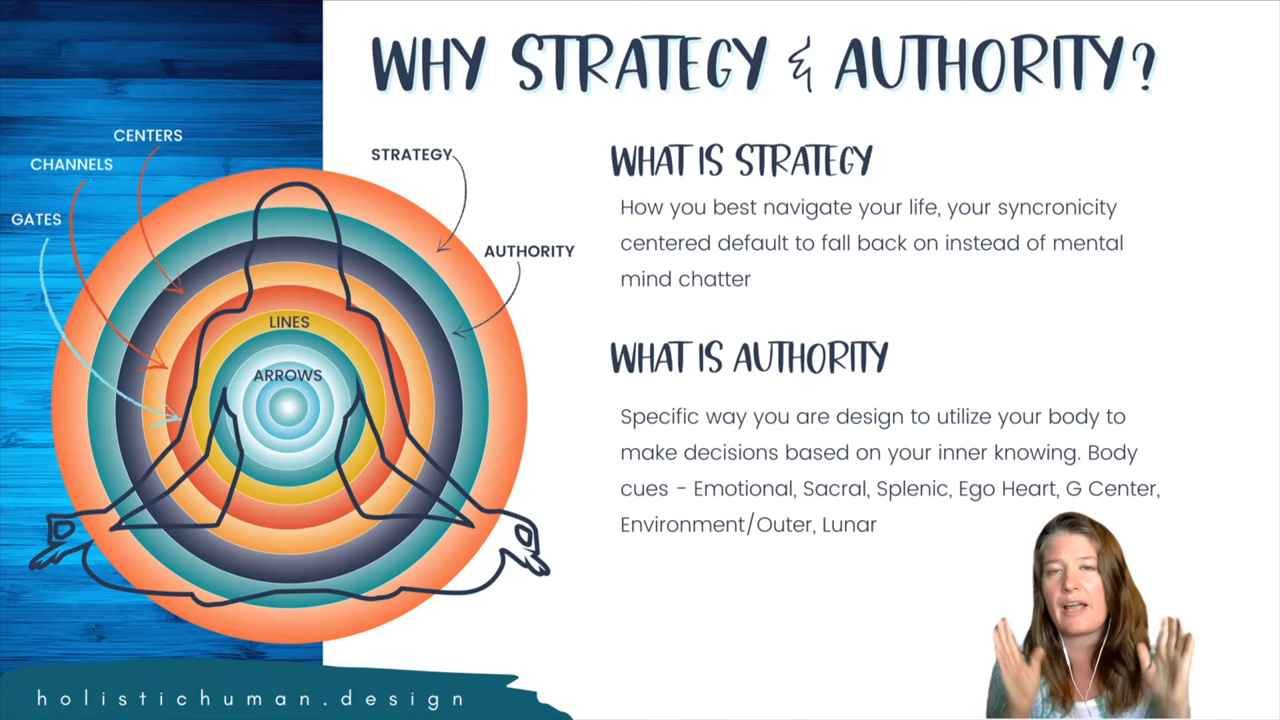 WHY STRATEGY & AUTHORITY?
CENTERS
CHANNELS
GATES
STRATEGY
AUTHORITY
LINES
ARROWS
WHAT IS STRATEGY
How you best navigate your life, your syncronicity
centered default to fall back on instead of mental
mind chatter
WHAT IS AUTHORITY
Specific way you are design to utilize your body to
make decisions based on your inner knowing. Body
cues - Emotional, Sacral, Splenic, Ego Heart, G Center,
Environment/Outer, Lunar
holistichuman.design